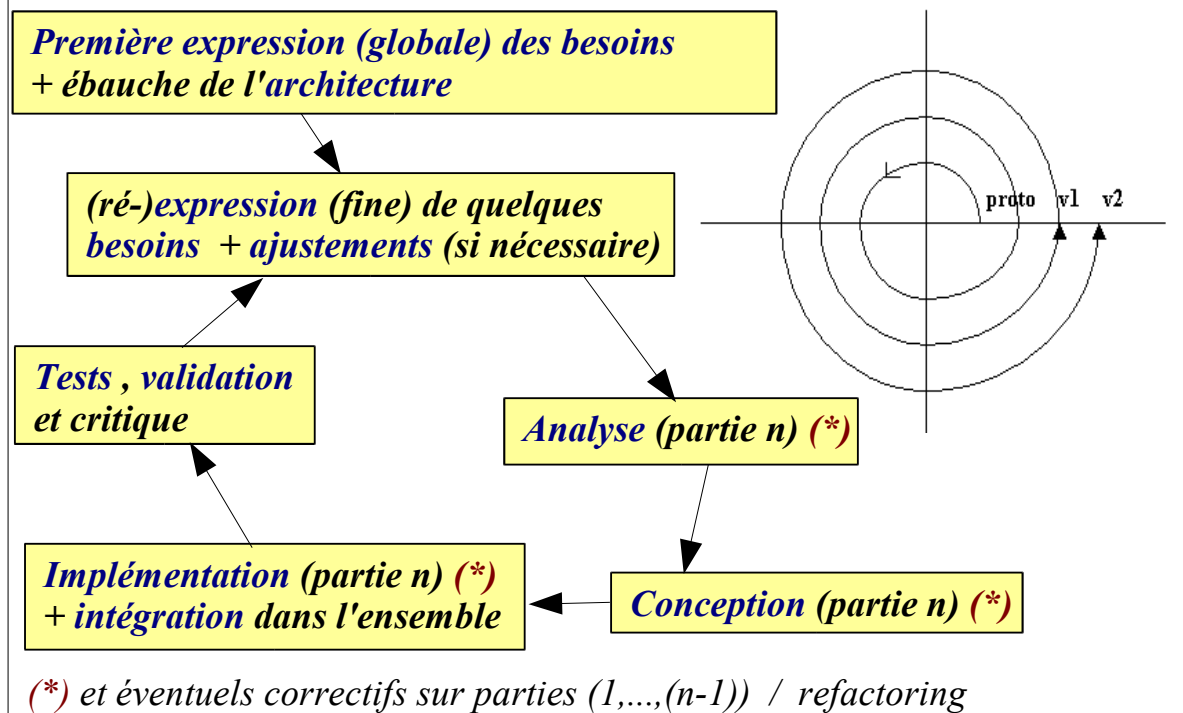 Première expression (globale) des besoins
+ ébauche de l'architecture
(ré-)expression (fine) de quelques
besoins + ajustements (si nécessaire)
proto v1 v2
Tests , validation
et critique
Analyse (partie n) (*)
Implémentation (partie n) (*)
+ intégration dans l'ensemble
Conception (partie n) (*)
(*) et éventuels correctifs sur parties (1,...,(n-1)) / refactoring